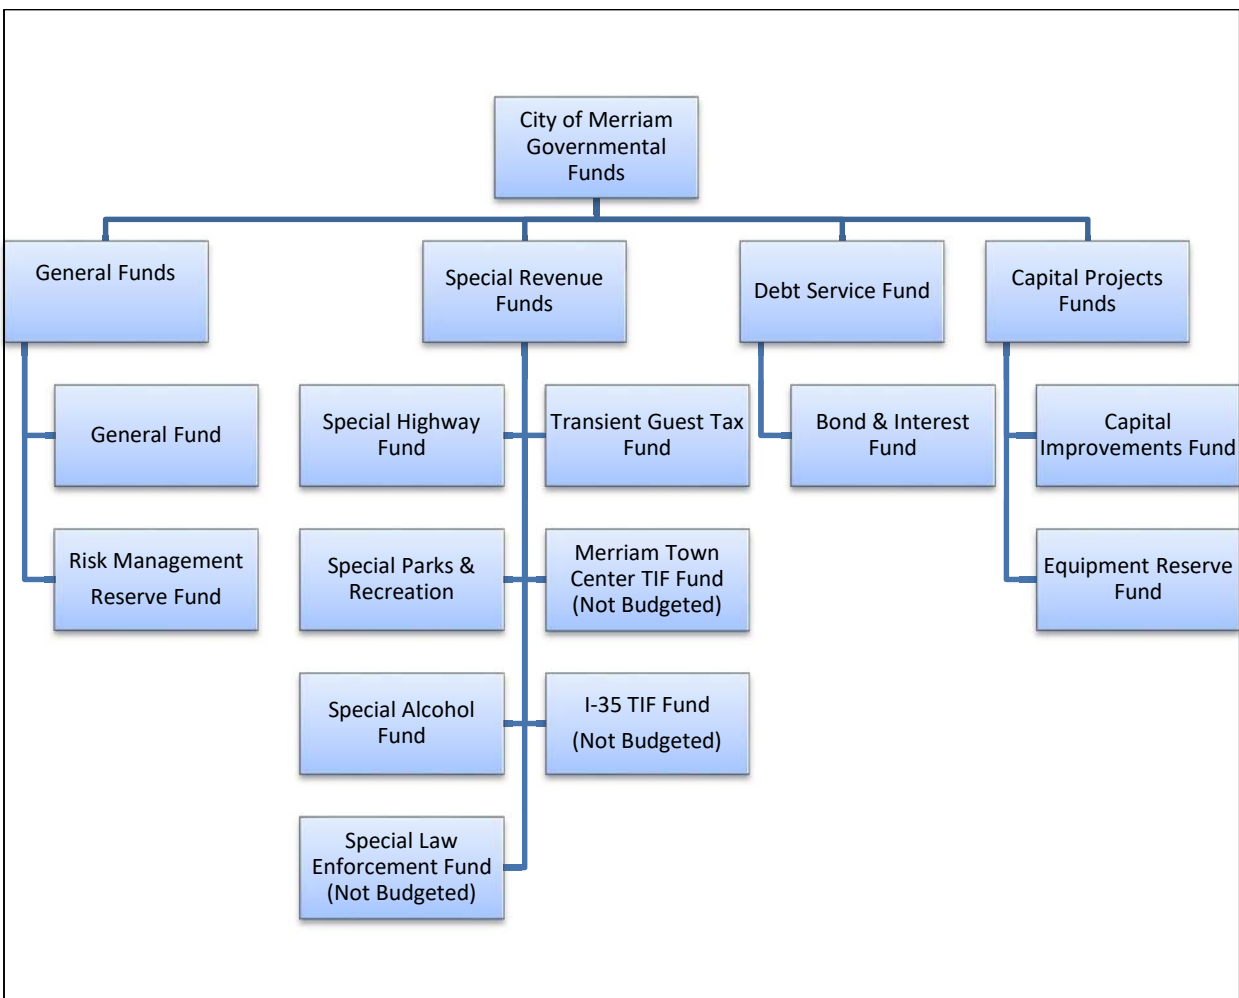 City of Merriam
Governmental
Funds
General Funds
Special Revenue
Funds
Debt Service Fund
Capital Projects
Funds
General Fund
Special Highway
Fund
Transient Guest Tax
Fund
Bond & Interest
Fund
Capital
Improvements Fund
Risk Management
Reserve Fund
Special Parks &
Recreation
Merriam Town
Center TIF Fund
(Not Budgeted)
Equipment Reserve
Fund
Special Alcohol
Fund
I-35 TIF Fund
(Not Budgeted)
Special Law
Enforcement Fund
(Not Budgeted)